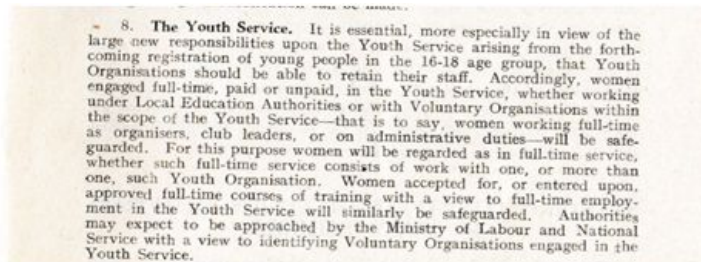 8. The Youth Service. It is essential, more especially in view of the
large new responsibilities upon the Youth Service arising from the forth-
coming registration of young people in the 16-18 age group, that Youth
Organisations should be able to retain their staff. Accordingly, women
engaged full-time, paid or unpaid, in the Youth Service, whether working
under Local Education Authorities or with Voluntary Organisations within
the scope of the Youth Service—that is to say, women working full-time
as organisers, club leaders, or on administrative duties—will be safe-
guarded. For this purpose women will be regarded as in full-time service,
whether such full-time service consists of work with one, or more than
one, such Youth Organisation. Women accepted for, or entered upon,
approved full-time courses of training with a view to full-time employ-
ment in the Youth Service will similarly be safeguarded. Authorities
may expect to be approached by the Ministry of Labour and National
Service with a view to identifying Voluntary Organisations engaged in the
Youth Service.